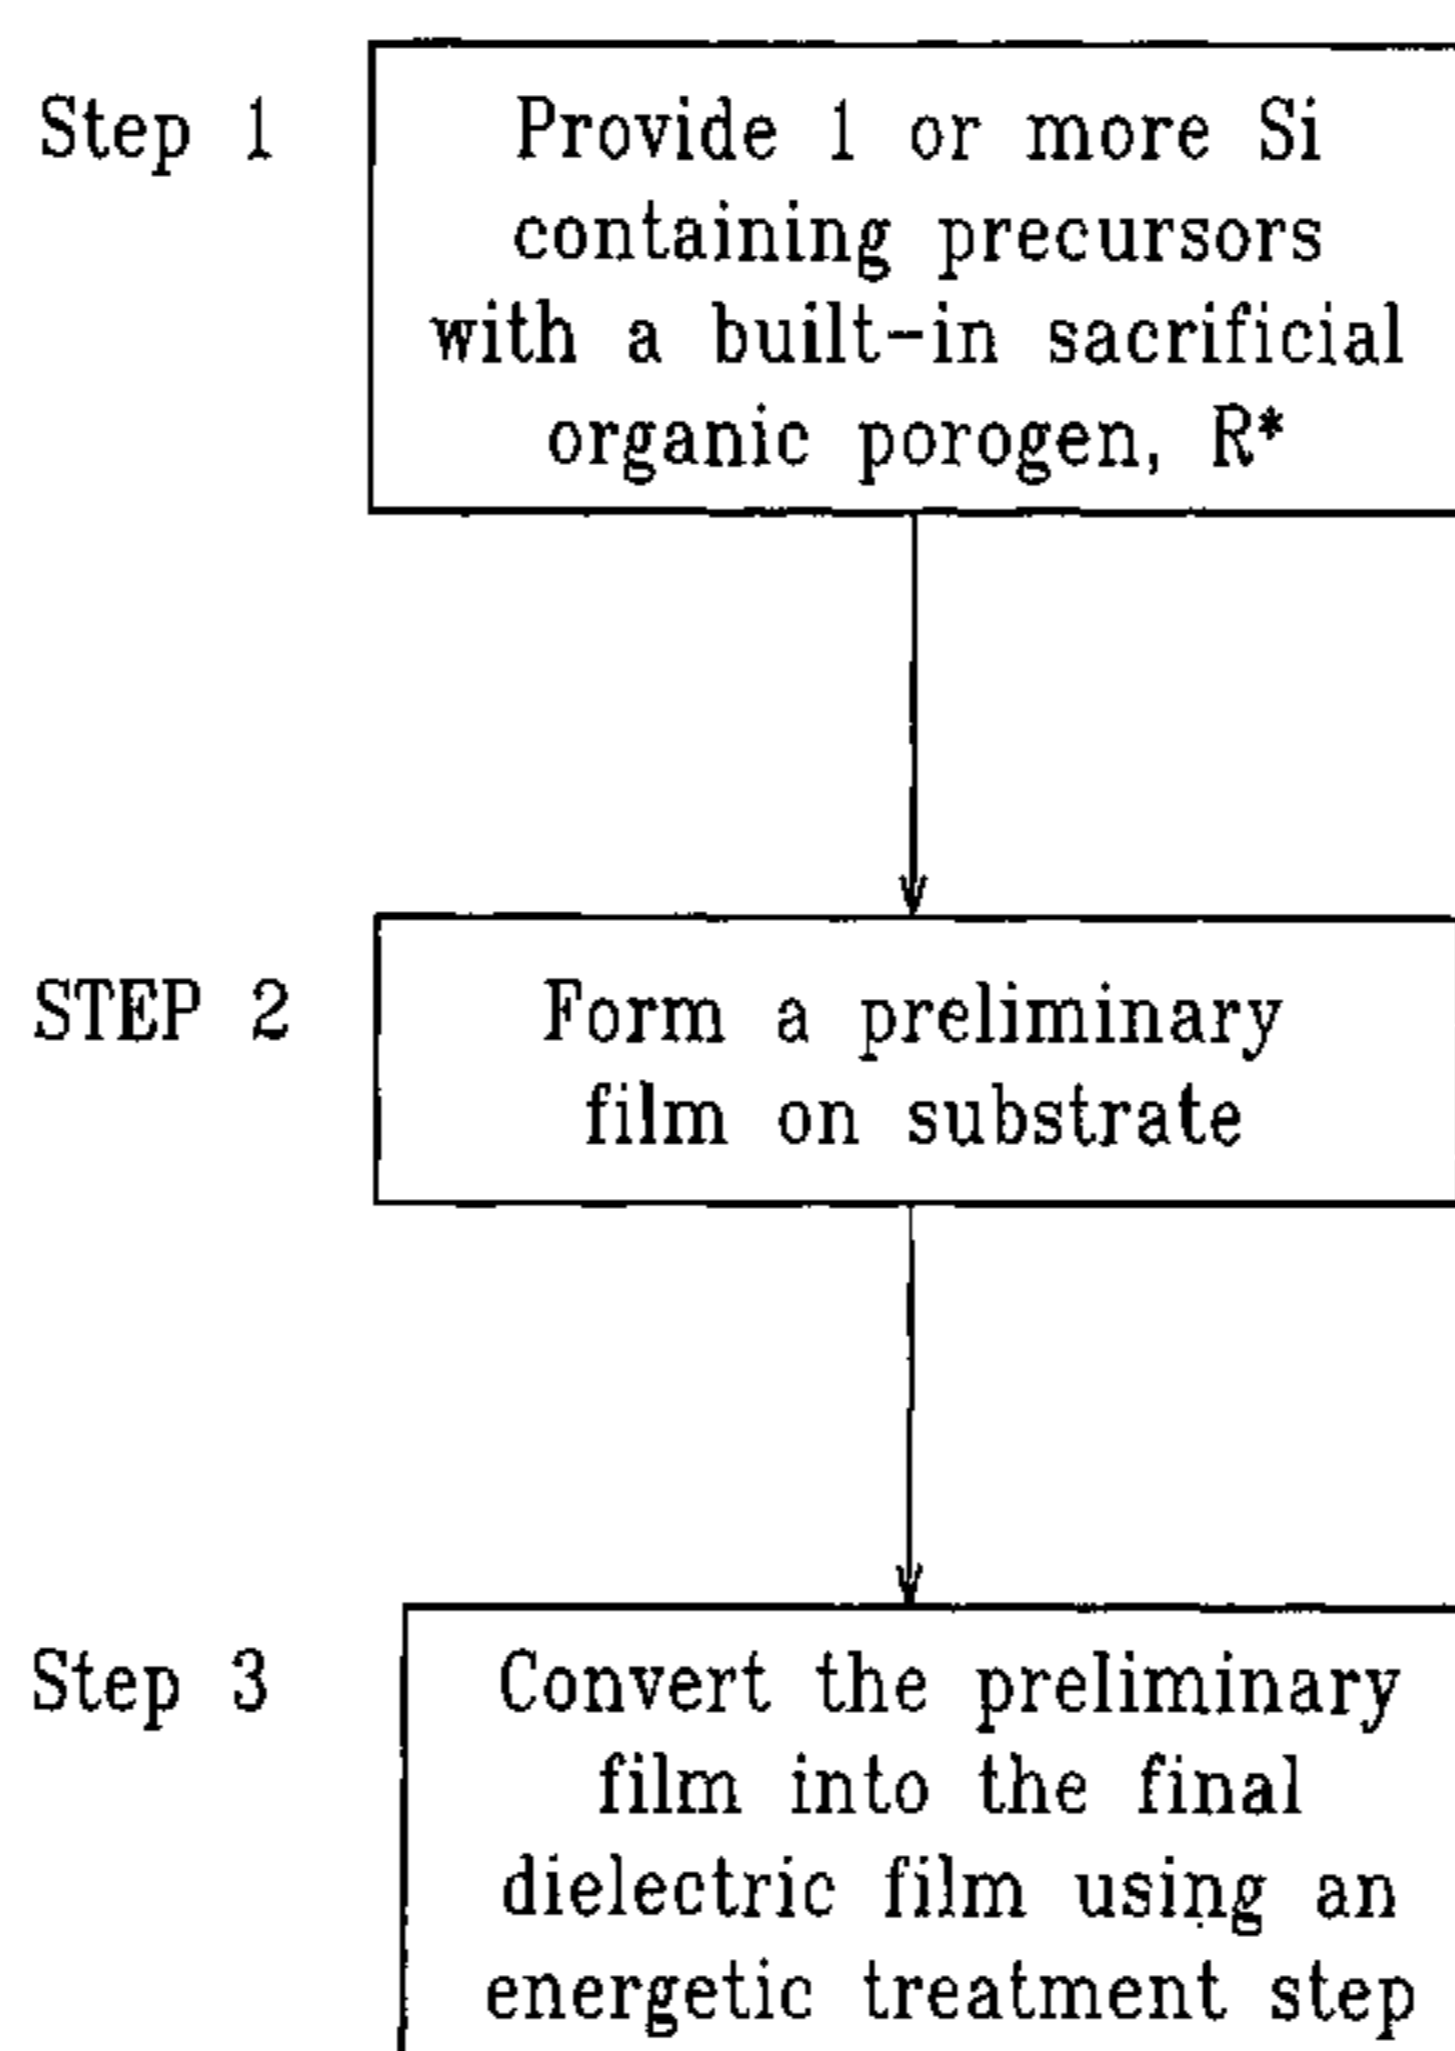 Step 1
Provide 1 or more Si
containing precursors
with a built-in sacrificial
organic porogen, R*
STEP 2
Form a preliminary
film on substrate
Step 3
Convert the preliminary
film into the final
dielectric film using an
energetic treatment step